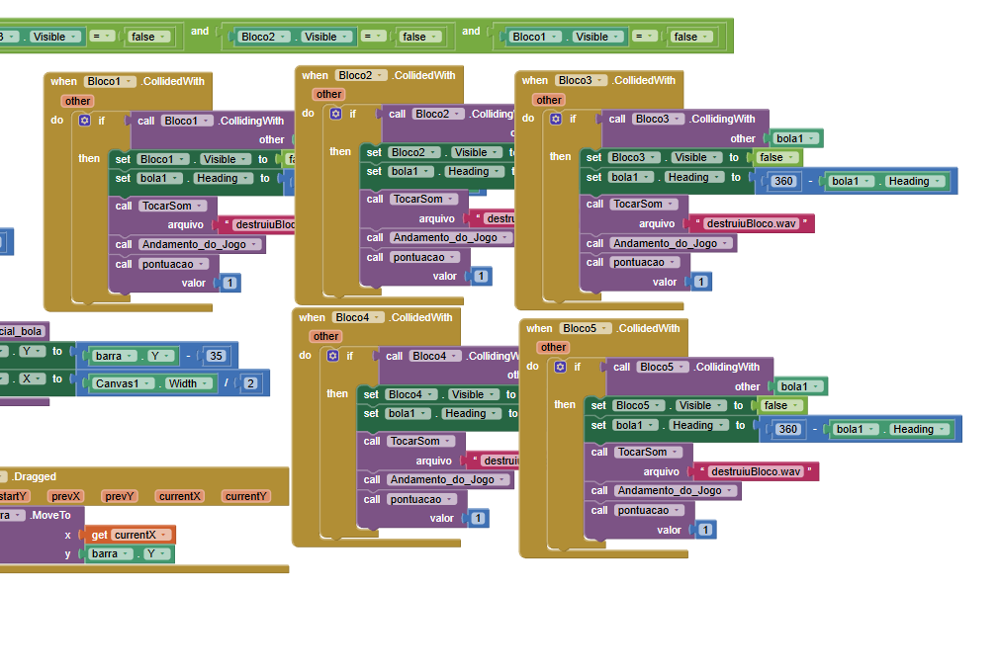 Visible = false and Bloco2 . Visible = false and Bloco1 . Visible = false
when Bloco1 .CollidedWith
other
do if call Bloco1 .CollidingWith
other
then set Bloco1 . Visible to
set bola1 . Heading to
call TocarSom
arquivo " destruiuBloc
call Andamento_do_Jogo
call pontuacao
valor 1
when Bloco2 .CollidedWith
other
do if call Bloco2 .Colliding
then set Bloco2 . Visible
set bola1 . Heading
call TocarSom
arquivo " destru
call Andamento_do_Jogo
call pontuacao
valor 1
when Bloco3 .CollidedWith
other
do if call Bloco3 .CollidingWith
other bola1
then set Bloco3 . Visible to false
set bola1 . Heading to 360 - bola1 . Heading
call TocarSom
arquivo " destruiuBloco.wav "
call Andamento_do_Jogo
call pontuacao
valor 1
cial_bola
. Y to barra . Y - 35
. X to Canvas1 . Width / 2
when Bloco4 .CollidedWith
other
do if call Bloco4 .CollidingW
otl
then set Bloco4 . Visible to
set bola1 . Heading to
call TocarSom
arquivo " destrui
call Andamento_do_Jogo
call pontuacao
valor 1
when Bloco5 .CollidedWith
other
do if call Bloco5 .CollidingWith
other bola1
then set Bloco5 . Visible to false
set bola1 . Heading to 360 - bola1 . Heading
call TocarSom
arquivo " destruiuBloco.wav "
call Andamento_do_Jogo
call pontuacao
valor 1
.Dragged
startY prevX prevY currentX currentY
rra .MoveTo
x get currentX
y barra . Y